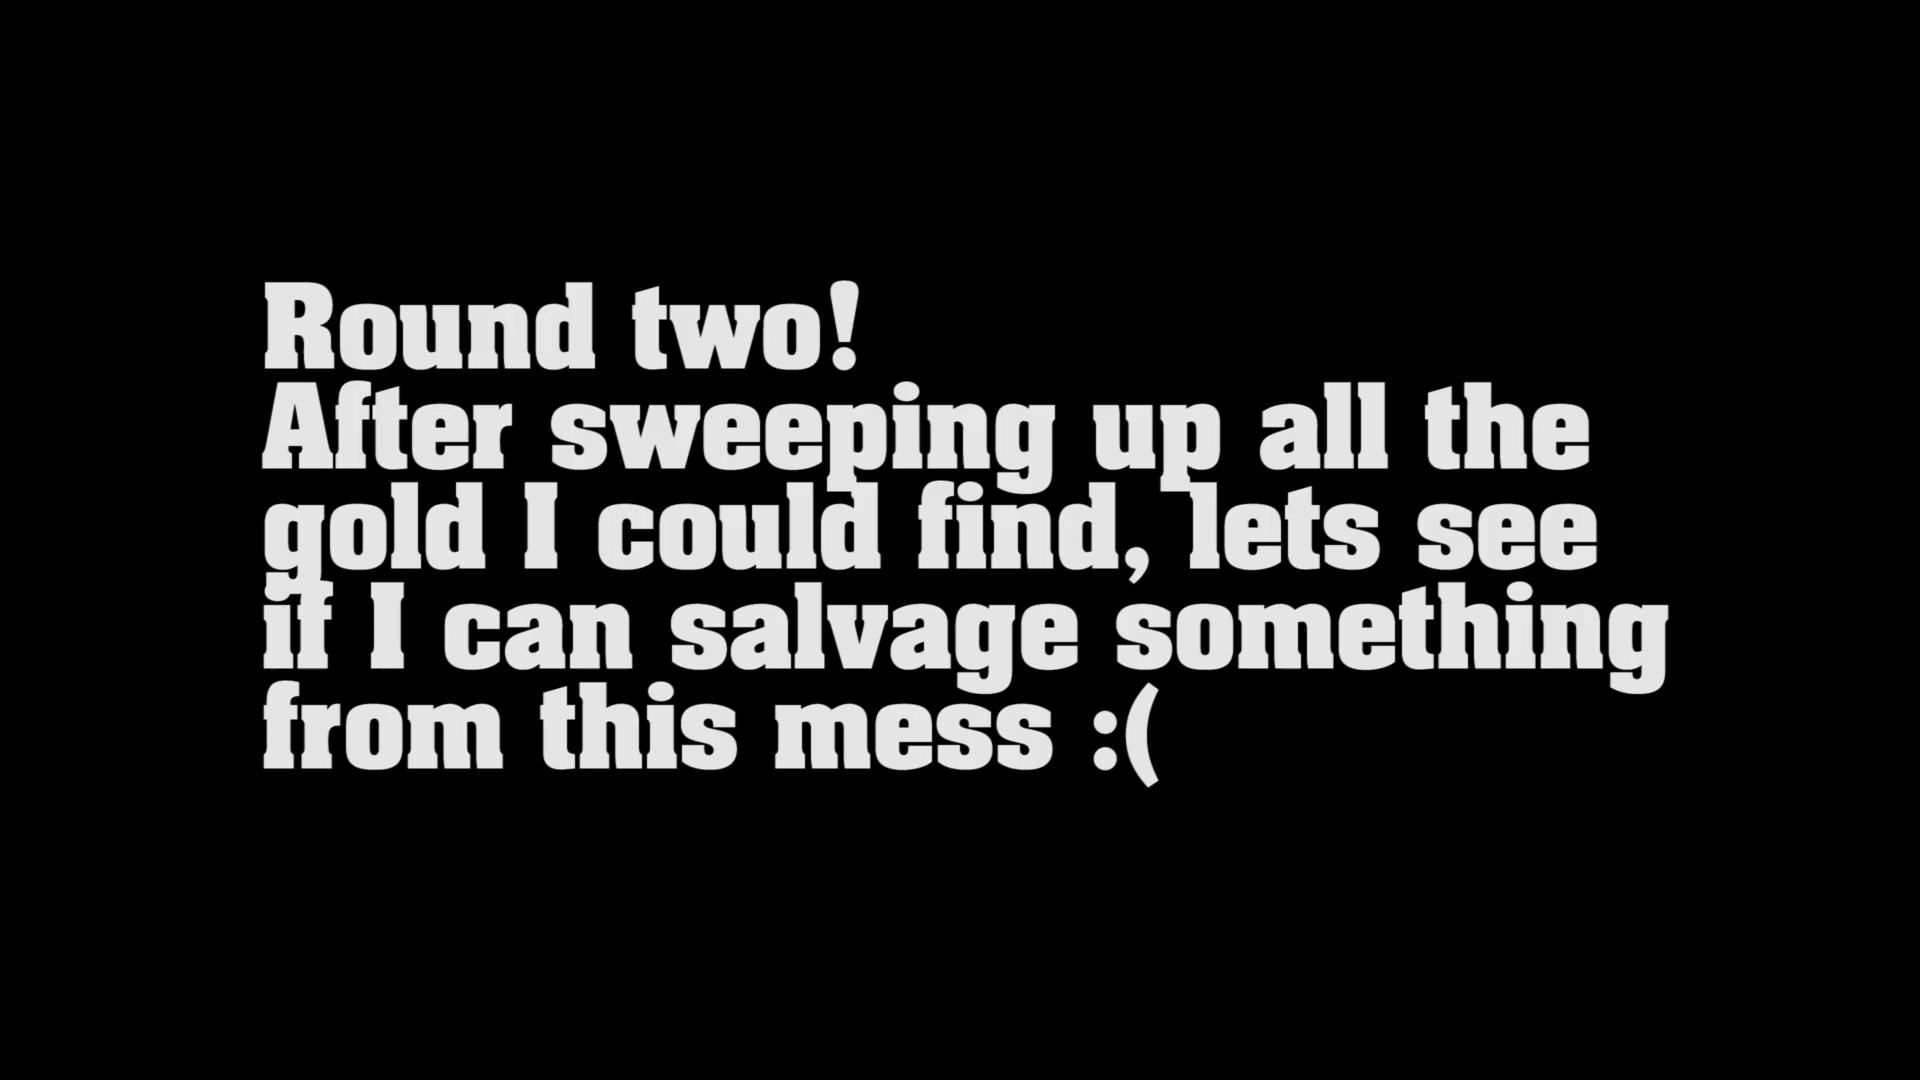 Round two!
After sweeping up all the
gold I could find, lets see
if I can salvage something
from this mess :(